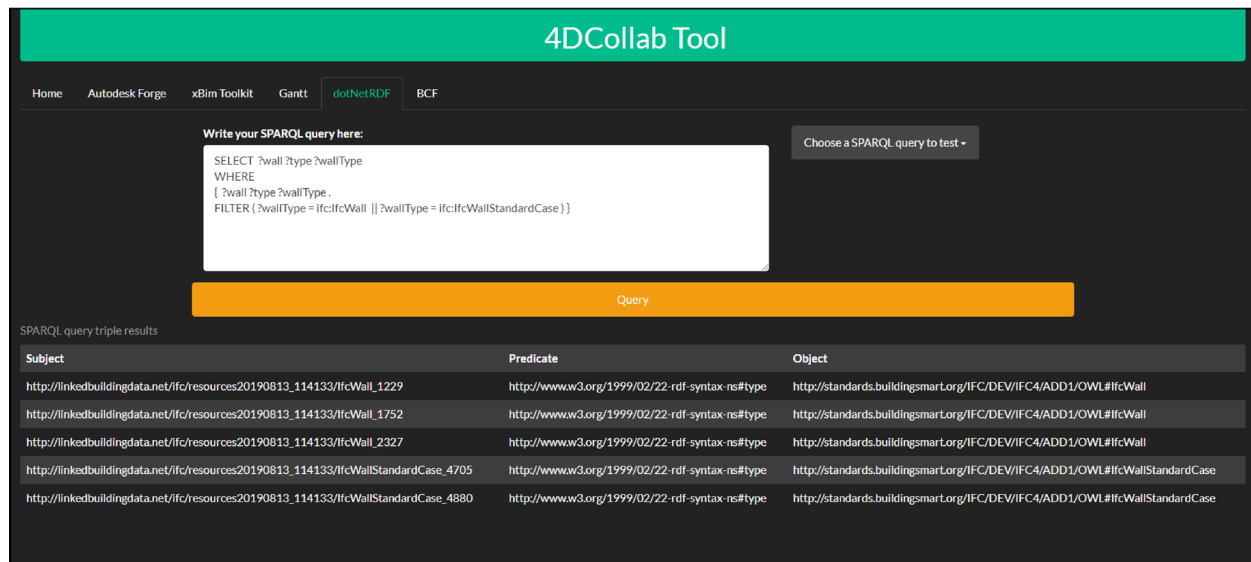 4DCollab Tool
Home Autodesk Forge xBim Toolkit Gantt dotNetRDF BCF
Write your SPARQL query here:
Choose a SPARQL query to test
SELECT ?wall ?type ?wallType
WHERE
{ ?wall ?type ?wallType .
FILTER ( ?wallType = ifc:IfcWall || ?wallType = ifc:IfcWallStandardCase ) }
Query
SPARQL query triple results
Subject Predicate Object
http://linkedbuildingdata.net/ifc/resources20190813_114133/IfcWall_1229 http://www.w3.org/1999/02/22-rdf-syntax-ns#type http://standards.buildingsmart.org/IFC/DEV/IFC4/ADD1/OWL#IfcWall
http://linkedbuildingdata.net/ifc/resources20190813_114133/IfcWall_1752 http://www.w3.org/1999/02/22-rdf-syntax-ns#type http://standards.buildingsmart.org/IFC/DEV/IFC4/ADD1/OWL#IfcWall
http://linkedbuildingdata.net/ifc/resources20190813_114133/IfcWall_2327 http://www.w3.org/1999/02/22-rdf-syntax-ns#type http://standards.buildingsmart.org/IFC/DEV/IFC4/ADD1/OWL#IfcWall
http://linkedbuildingdata.net/ifc/resources20190813_114133/IfcWallStandardCase_4705 http://www.w3.org/1999/02/22-rdf-syntax-ns#type http://standards.buildingsmart.org/IFC/DEV/IFC4/ADD1/OWL#IfcWallStandardCase
http://linkedbuildingdata.net/ifc/resources20190813_114133/IfcWallStandardCase_4880 http://www.w3.org/1999/02/22-rdf-syntax-ns#type http://standards.buildingsmart.org/IFC/DEV/IFC4/ADD1/OWL#IfcWallStandardCase